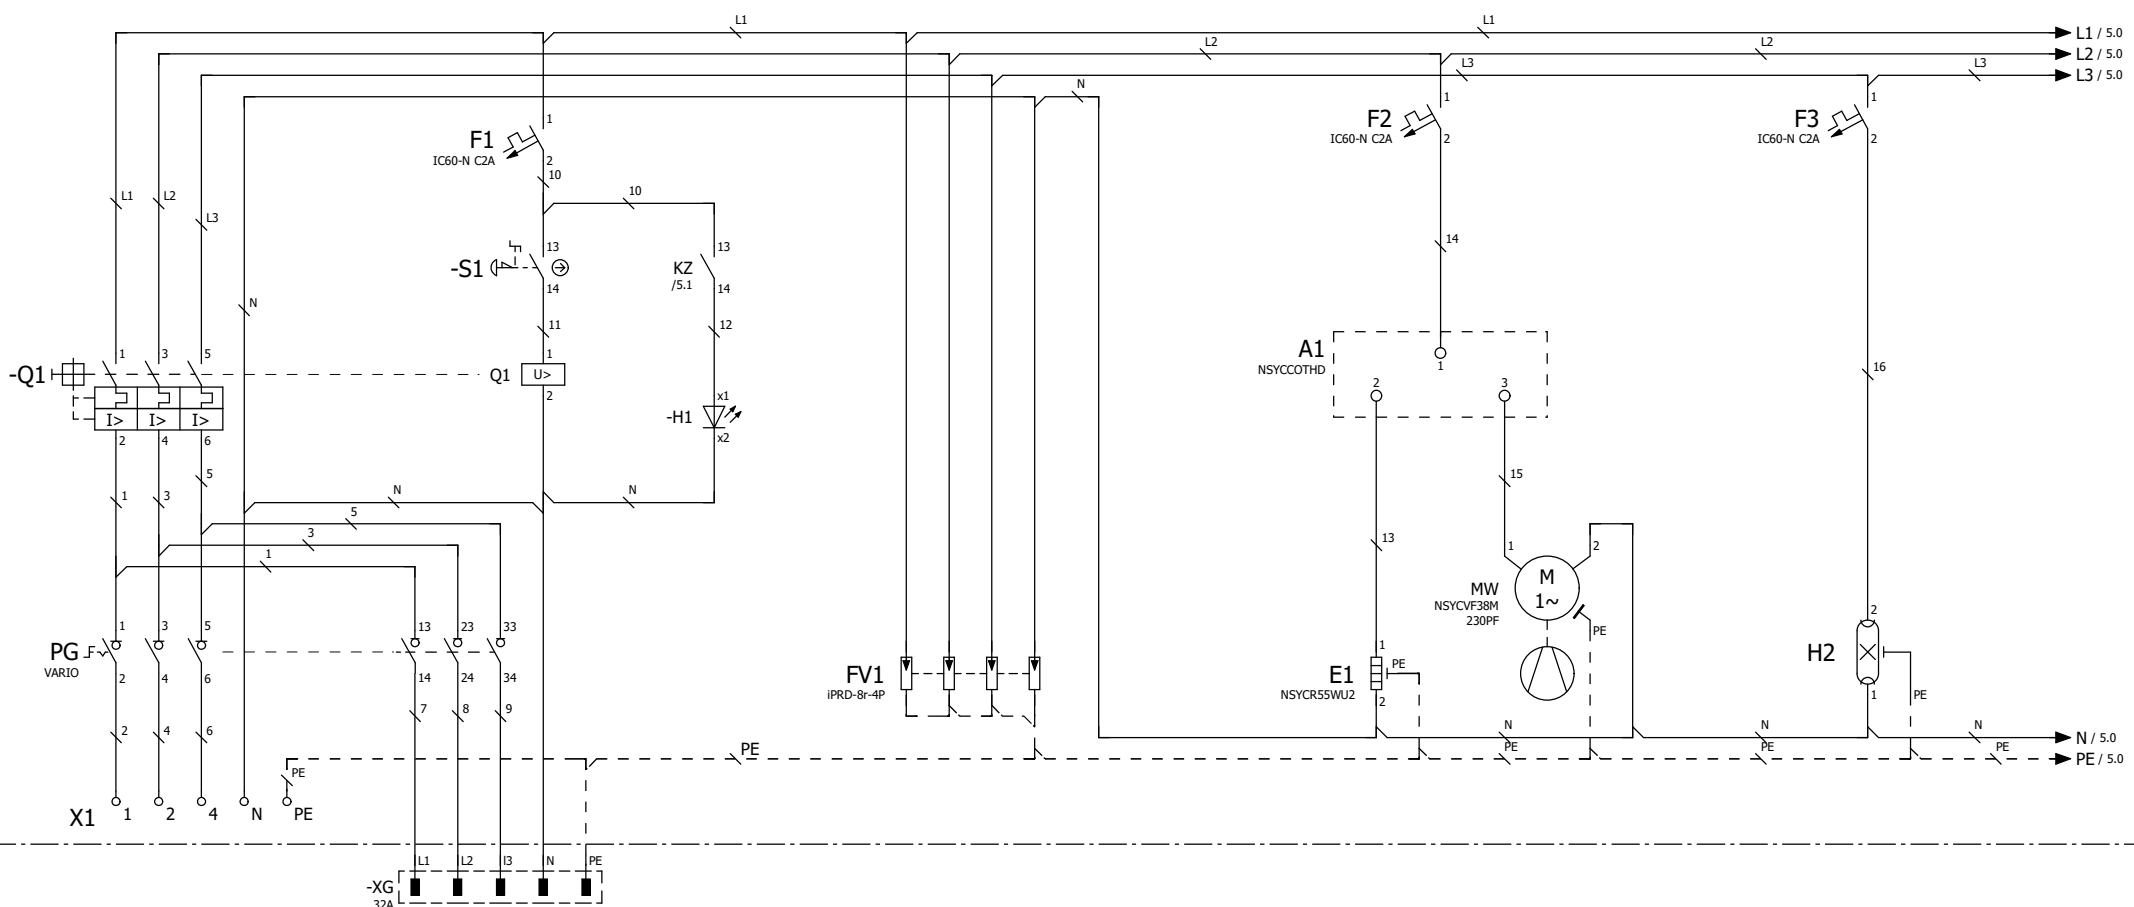 L1
L1
L1 / 5.0
L2
L2
L2 / 5.0
L3
L3
L3 / 5.0
N
1
F1
IC60-N C2A
2
10
1
F2
IC60-N C2A
2
1
F3
IC60-N C2A
2
L1
L2
L3
10
N
13
-S1
14
13
KZ
/5.1
14
14
11
12
-Q1
1
3
5
I>
I>
I>
2
4
6
1
Q1
U>
2
x1
-H1
x2
A1
NSYCCOTHD
1
2
3
16
5
1
3
N
N
5
3
1
15
13
1
2
MW
NSYCVF38M
230PF
M
1~
PE
PG
VARIO
1
3
5
2
4
6
13
23
33
14
24
34
7
8
9
2
4
6
FV1
iPRD-8r-4P
1
E1
NSYCR55WU2
PE
2
2
H2
1
PE
N
N
N
N / 5.0
PE
PE
PE
PE
PE / 5.0
PE
X1
1
2
4
N
PE
L1
L2
l3
N
PE
-XG
32A